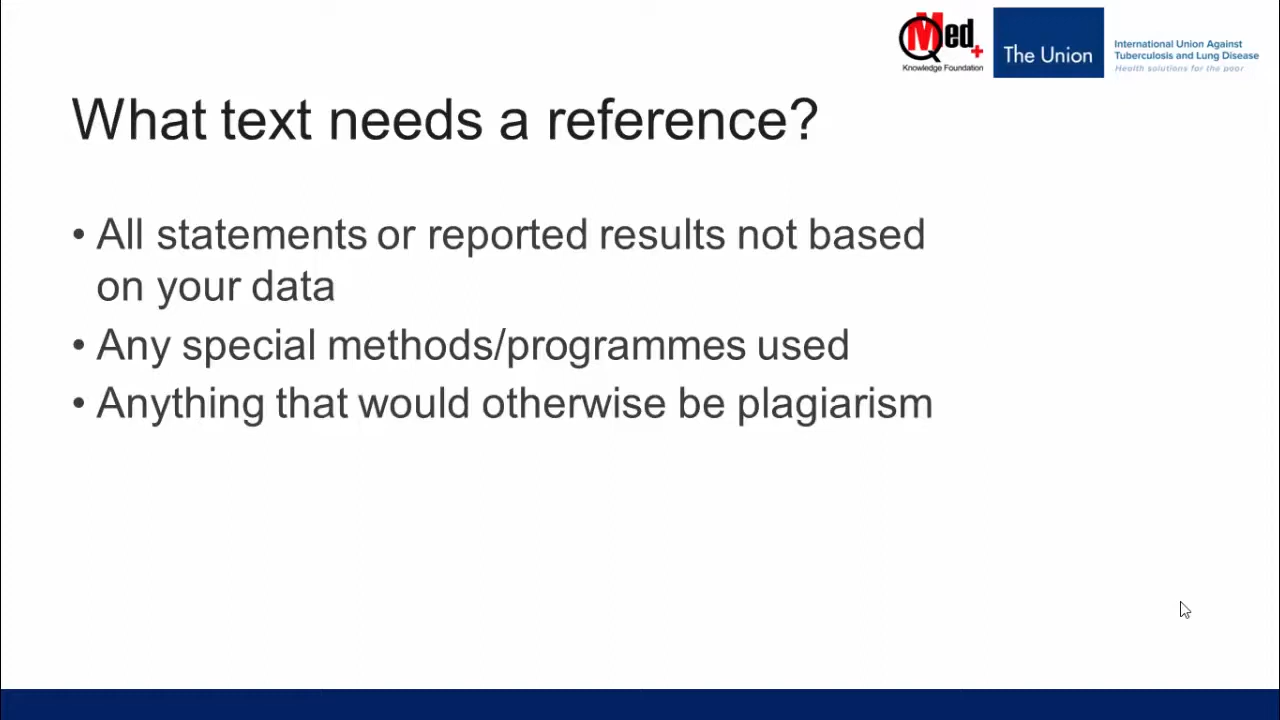 QMed+
Knowledge Foundation
The Union
International Union Against
Tuberculosis and Lung Disease
Health solutions for the poor
What text needs a reference?
• All statements or reported results not based
on your data
• Any special methods/programmes used
• Anything that would otherwise be plagiarism